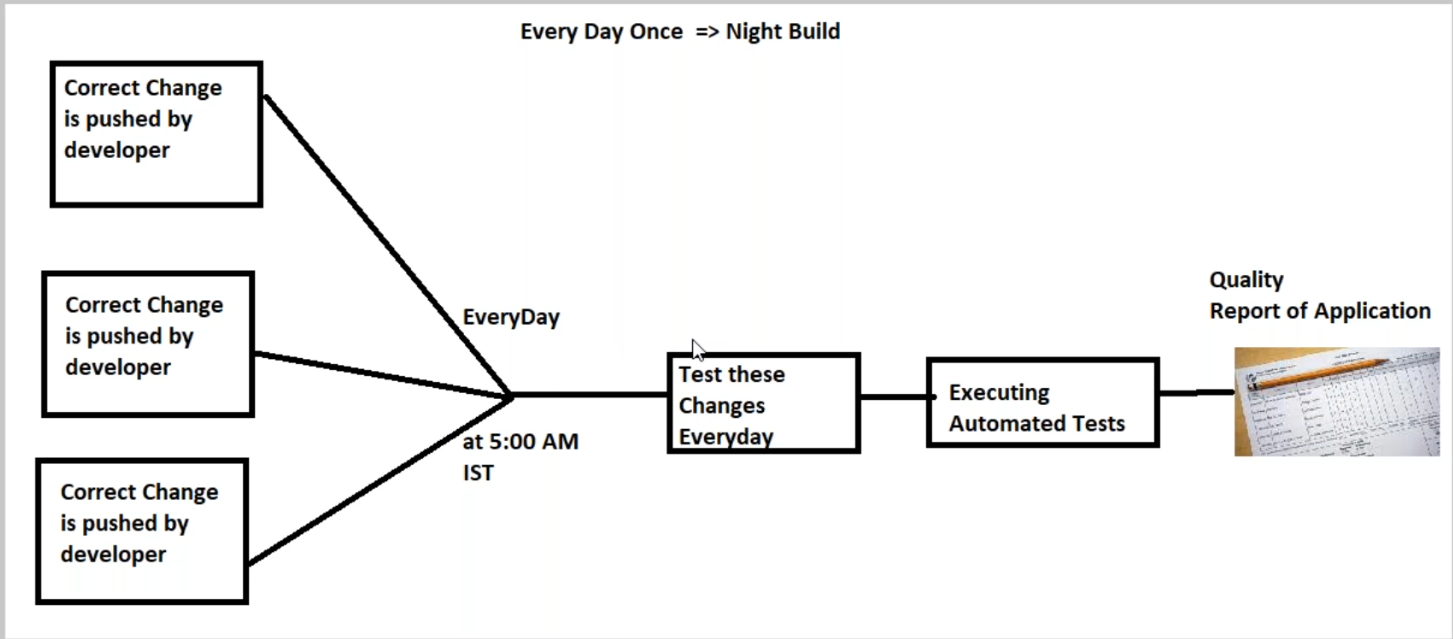 Every Day Once => Night Build
Correct Change
is pushed by
developer
Correct Change
is pushed by
developer
Correct Change
is pushed by
developer
EveryDay
at 5:00 AM
IST
Test these
Changes
Everyday
Executing
Automated Tests
Quality
Report of Application